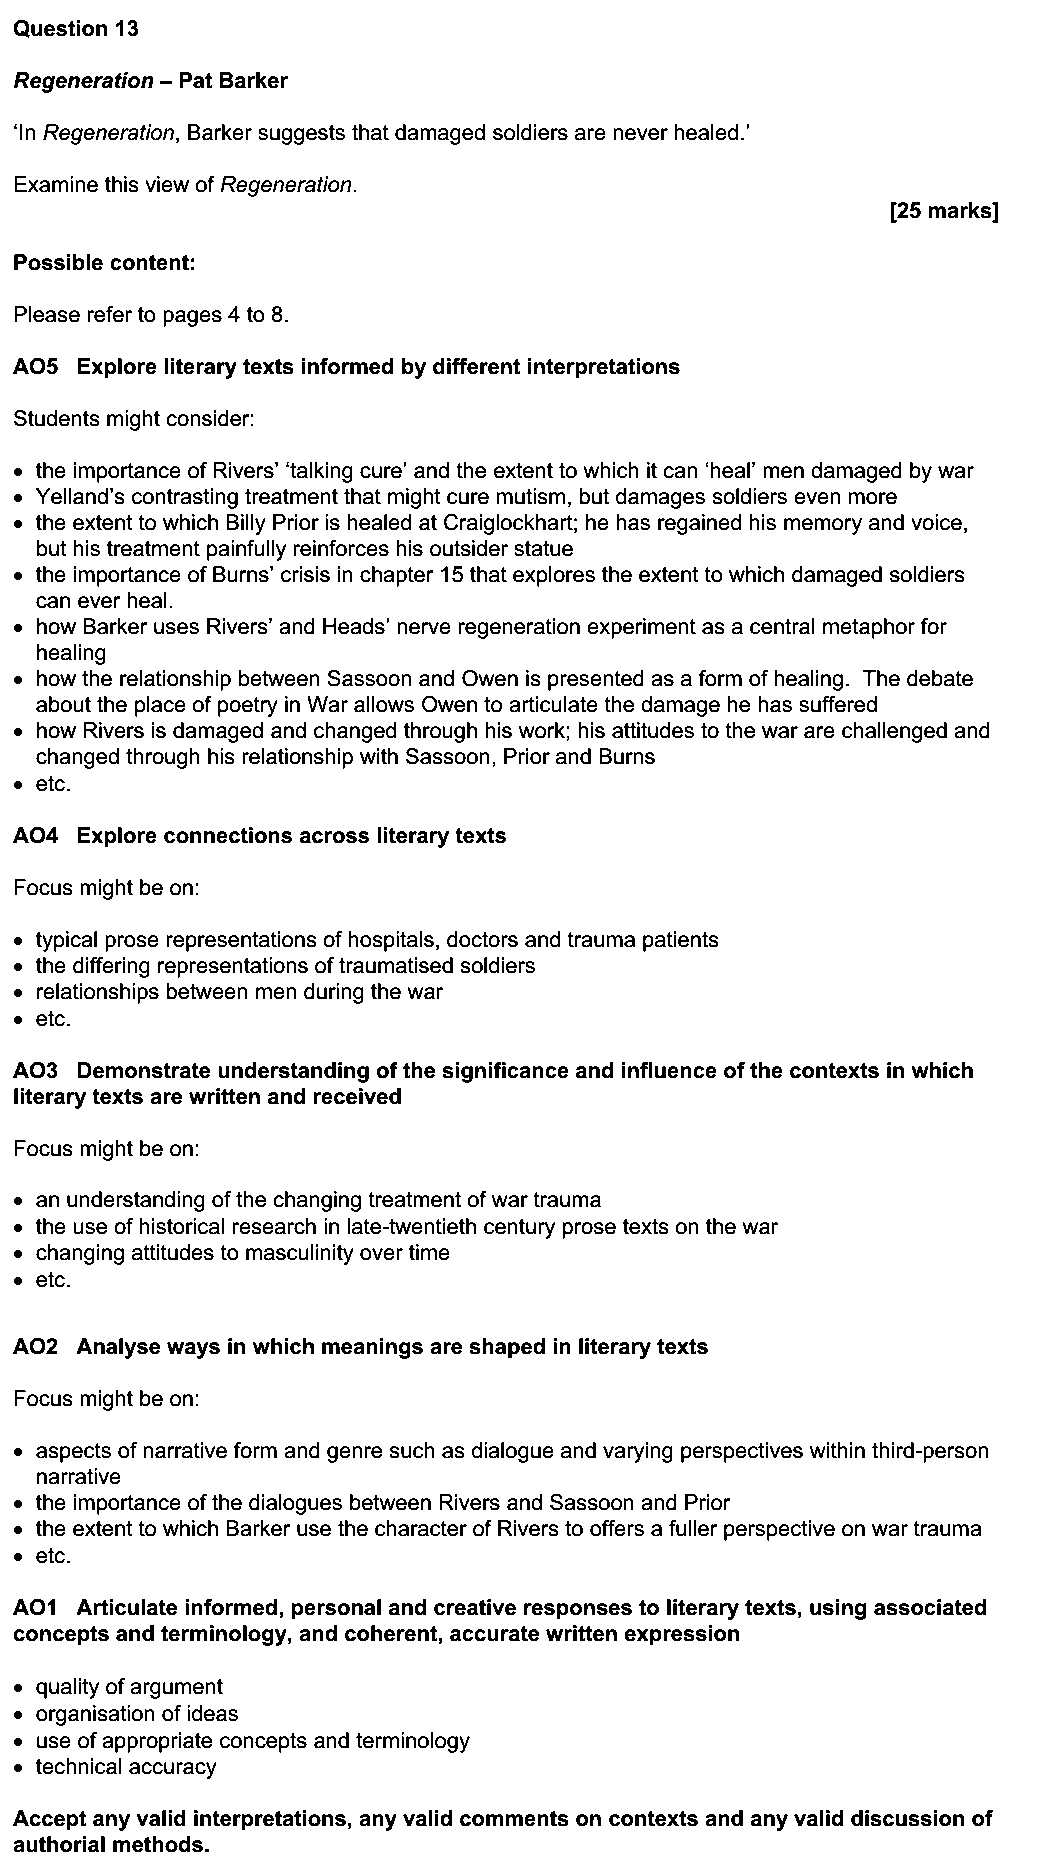 Question 13
Regeneration – Pat Barker
‘In Regeneration, Barker suggests that damaged soldiers are never healed.’
Examine this view of Regeneration.
[25 marks]
Possible content:
Please refer to pages 4 to 8.
AO5 Explore literary texts informed by different interpretations
Students might consider:
• the importance of Rivers’ ‘talking cure’ and the extent to which it can ‘heal’ men damaged by war
• Yelland’s contrasting treatment that might cure mutism, but damages soldiers even more
• the extent to which Billy Prior is healed at Craiglockhart; he has regained his memory and voice,
but his treatment painfully reinforces his outsider statue
• the importance of Burns’ crisis in chapter 15 that explores the extent to which damaged soldiers
can ever heal.
• how Barker uses Rivers’ and Heads’ nerve regeneration experiment as a central metaphor for
healing
• how the relationship between Sassoon and Owen is presented as a form of healing. The debate
about the place of poetry in War allows Owen to articulate the damage he has suffered
• how Rivers is damaged and changed through his work; his attitudes to the war are challenged and
changed through his relationship with Sassoon, Prior and Burns
• etc.
AO4 Explore connections across literary texts
Focus might be on:
• typical prose representations of hospitals, doctors and trauma patients
• the differing representations of traumatised soldiers
• relationships between men during the war
• etc.
AO3 Demonstrate understanding of the significance and influence of the contexts in which
literary texts are written and received
Focus might be on:
• an understanding of the changing treatment of war trauma
• the use of historical research in late-twentieth century prose texts on the war
• changing attitudes to masculinity over time
• etc.
AO2 Analyse ways in which meanings are shaped in literary texts
Focus might be on:
• aspects of narrative form and genre such as dialogue and varying perspectives within third-person
narrative
• the importance of the dialogues between Rivers and Sassoon and Prior
• the extent to which Barker use the character of Rivers to offers a fuller perspective on war trauma
• etc.
AO1 Articulate informed, personal and creative responses to literary texts, using associated
concepts and terminology, and coherent, accurate written expression
• quality of argument
• organisation of ideas
• use of appropriate concepts and terminology
• technical accuracy
Accept any valid interpretations, any valid comments on contexts and any valid discussion of
authorial methods.